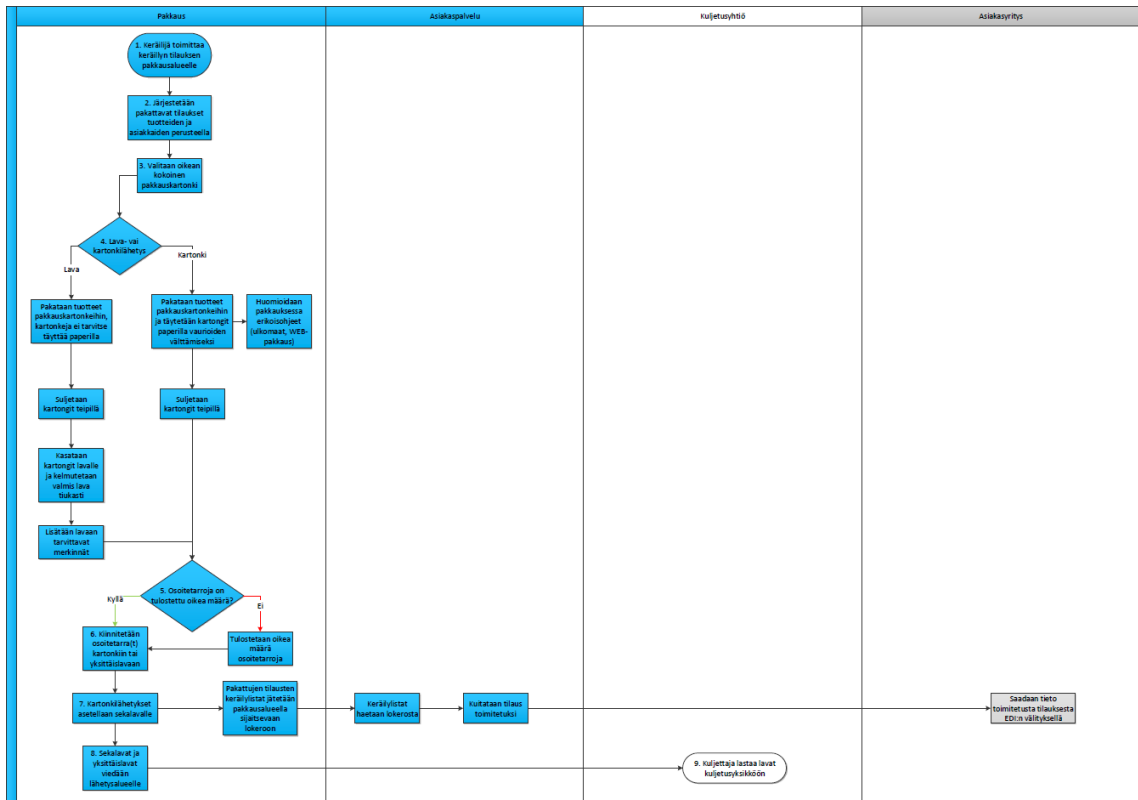 Pakkaus
Asiakaspalvelu
Kuljetusyhtiö
Asiakasyritys
1. Keräilijä toimittaa
keräillyn tilauksen
pakkausalueelle
2. Järjestetään
pakattavat tilaukset
tuotteiden ja
asiakkaiden perusteella
3. Valitaan oikean
kokoinen
pakkauskartonki
4. Lava- vai
kartonkilähetys
Lava
Kartonki
Pakataan tuotteet
pakkauskartonkeihin,
kartonkeja ei tarvitse
täyttää paperilla
Pakataan tuotteet
pakkauskartonkeihin
ja täytetään kartongit
paperilla vaurioiden
välttämiseksi
Huomioidaan
pakkauksessa
erikoisohjeet
(ulkomaat, WEB-
pakkaus)
Suljetaan
kartongit teipillä
Suljetaan
kartongit teipillä
Kasataan
kartongit lavalle
ja kelmutetaan
valmis lava
tiukasti
Lisätään lavaan
tarvittavat
merkinnät
5. Osoitetarroja on
tulostettu oikea määrä?
Kyllä
Ei
6. Kiinnitetään
osoitetarra(t)
kartonkiin tai
yksittäislavaan
Tulostetaan oikea
määrä
osoitetarroja
7. Kartonkilähetykset
asetellaan sekalavalle
Pakattujen tilausten
keräilylistat jätetään
pakkausalueella
sijaitsevaan
lokeroon
Keräilylistat
haetaan lokerosta
Kuitataan tilaus
toimitetuksi
Saadaan tieto
toimitetusta tilauksesta
EDI:n välityksellä
8. Sekalavat ja
yksittäislavat
viedään
lähetysalueelle
9. Kuljettaja lastaa lavat
kuljetusyksikköön